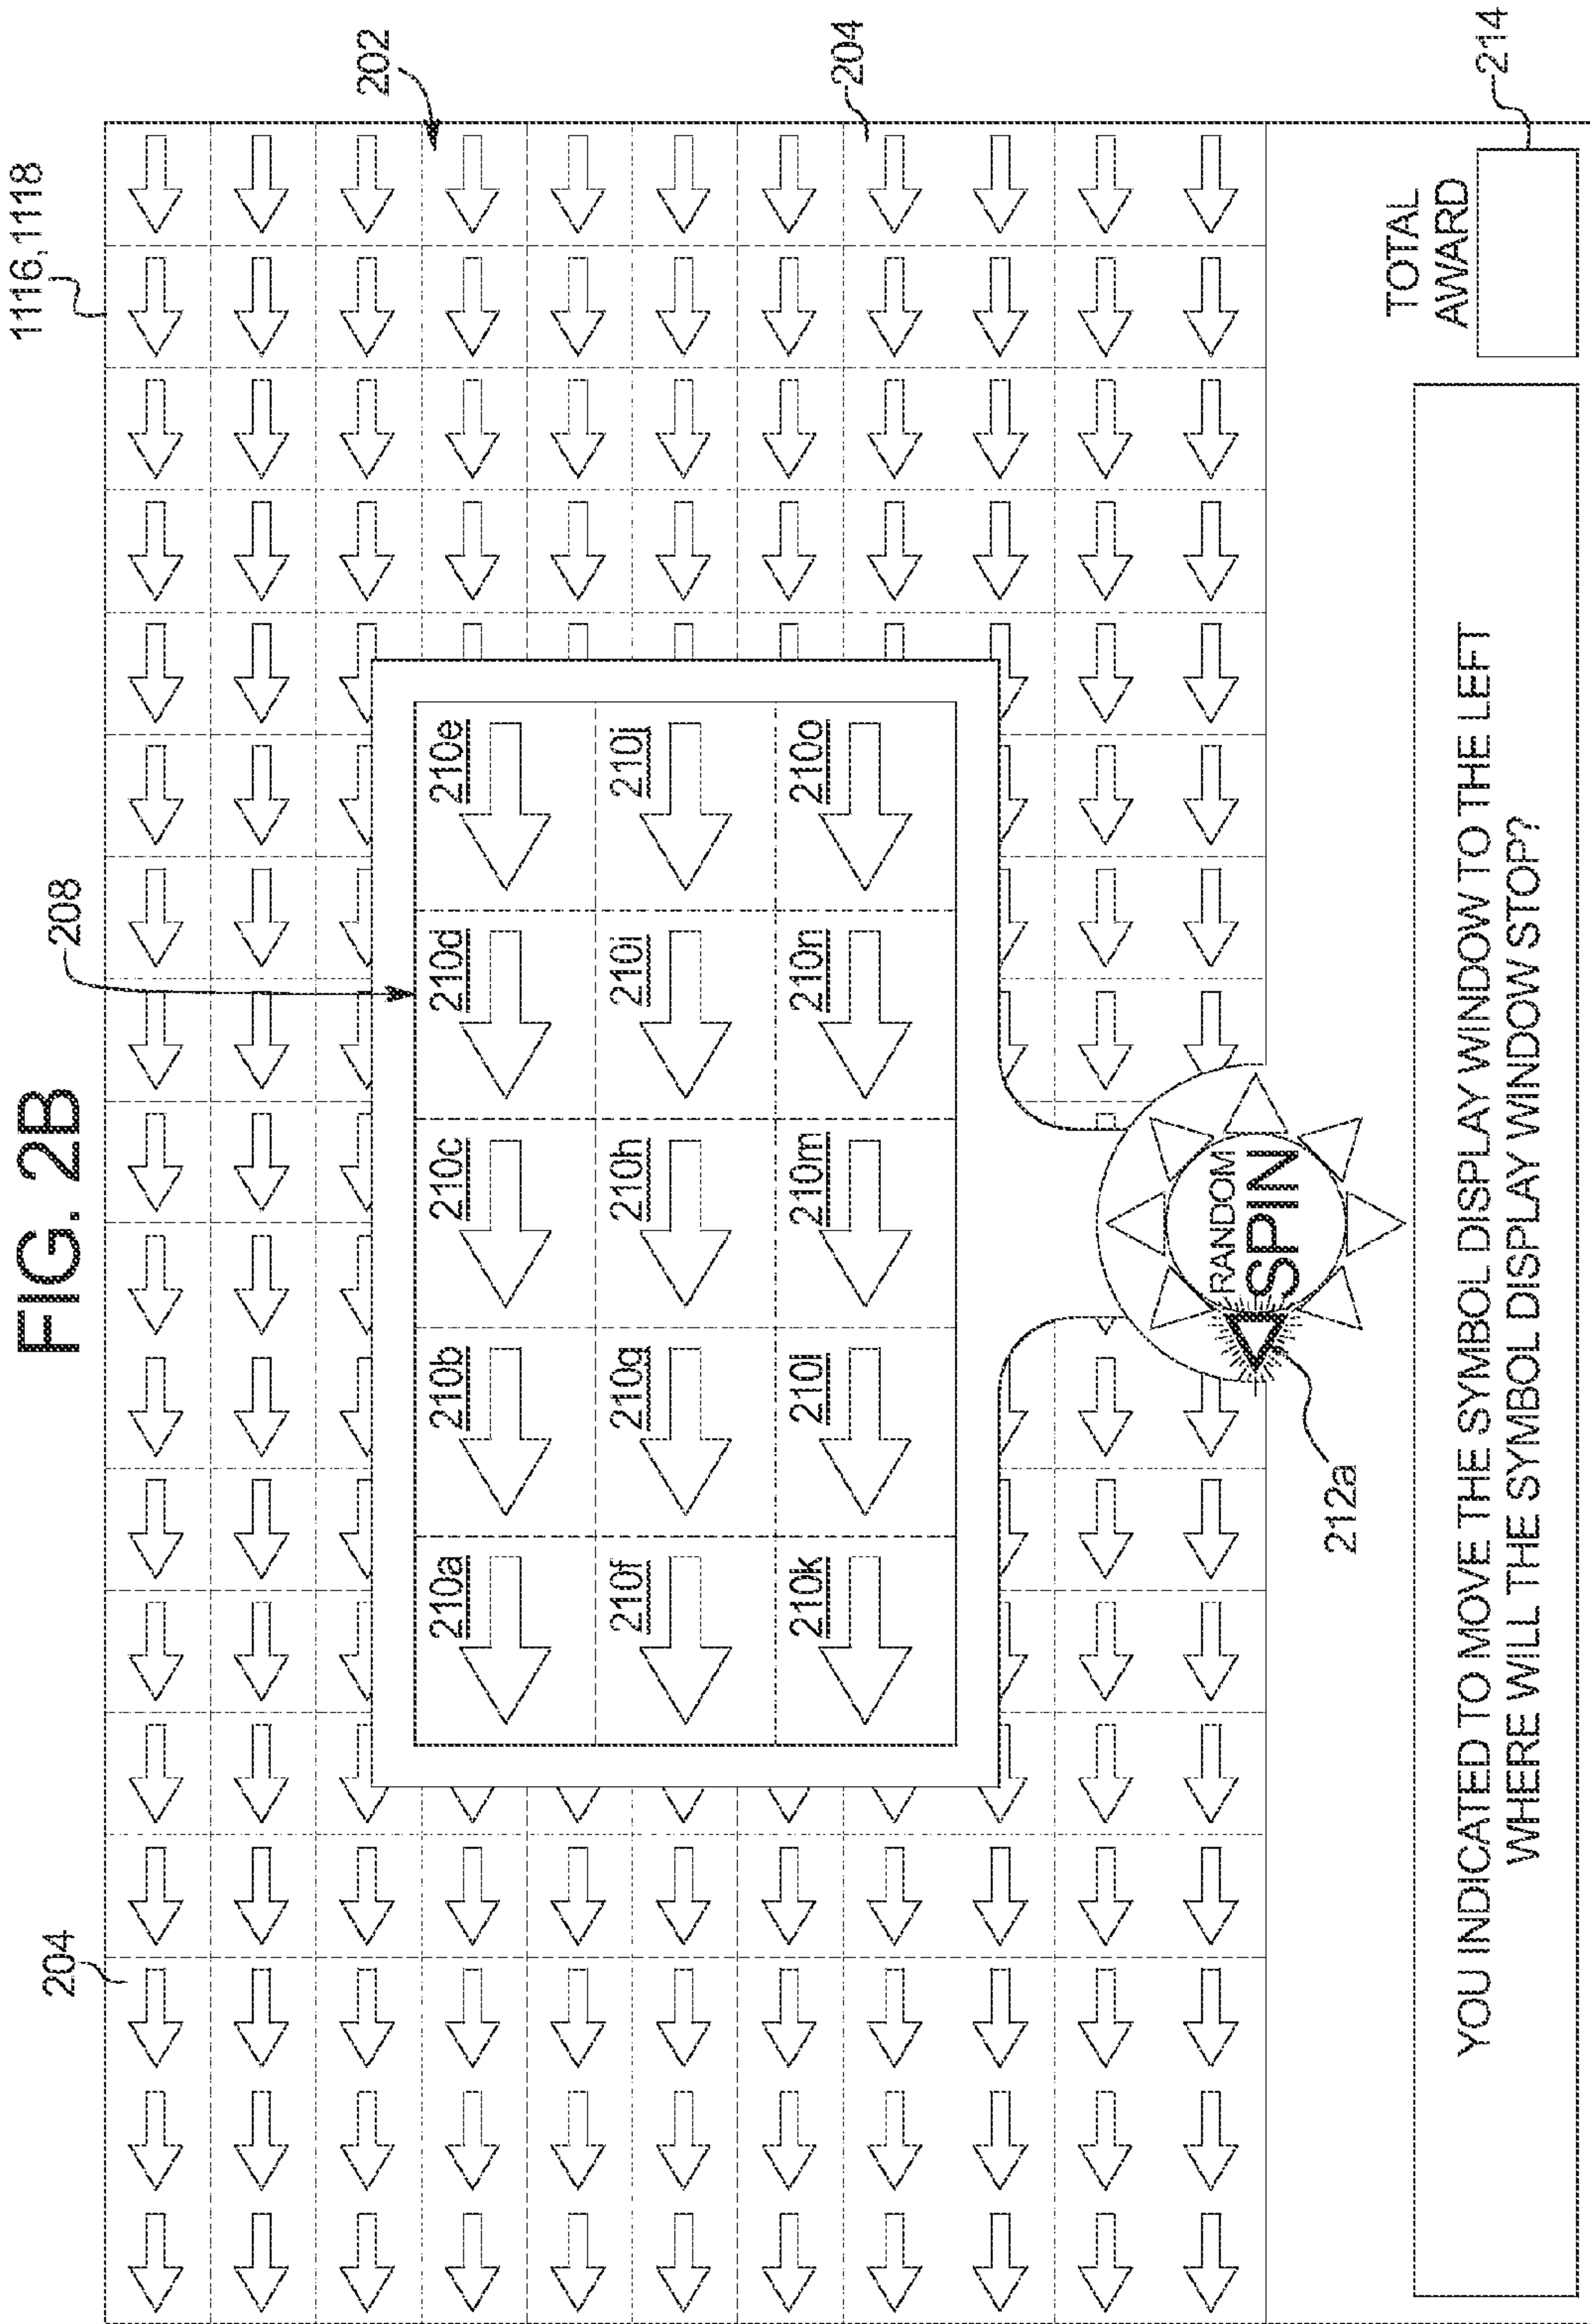 FIG. 2B
1116, 1118
208
202
204
204
210a
210b
210c
210d
210e
210f
210g
210h
210i
210j
210k
210l
210m
210n
210o
RANDOM
SPIN
212a
TOTAL
AWARD
214
YOU INDICATED TO MOVE THE SYMBOL DISPLAY WINDOW TO THE LEFT
WHERE WILL THE SYMBOL DISPLAY WINDOW STOP?